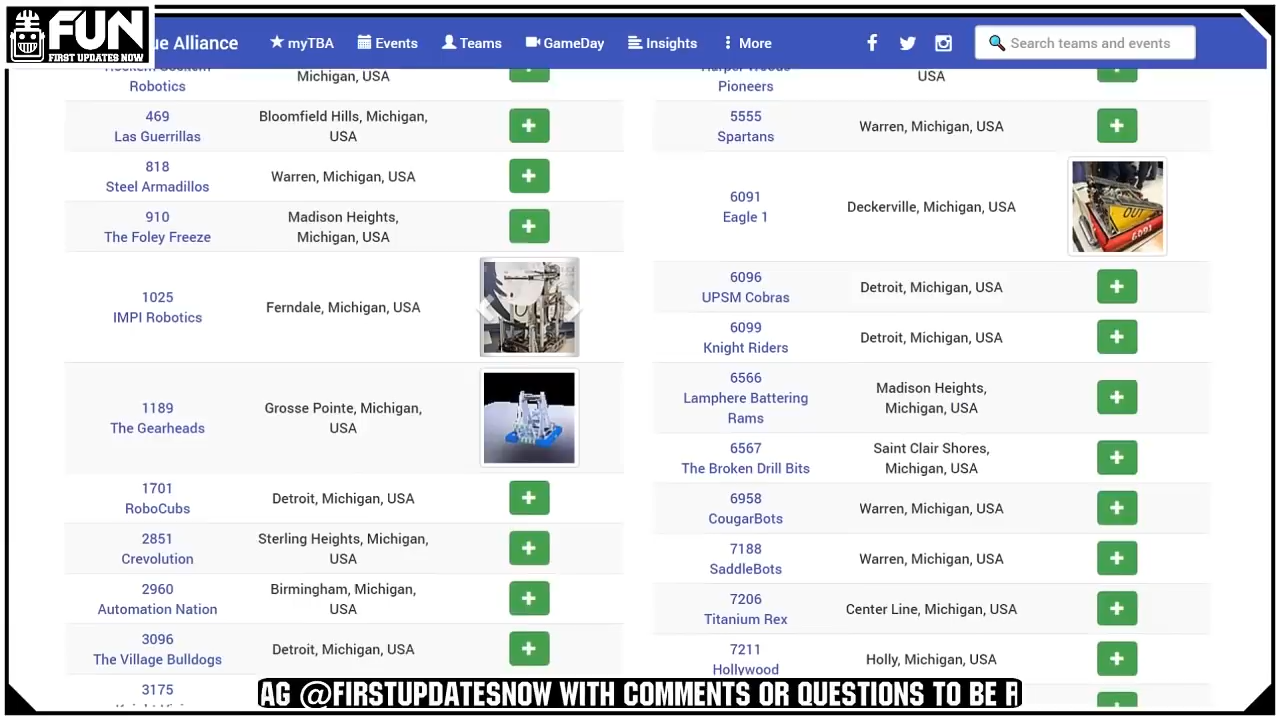 FUN
FIRST UPDATES NOW
ue Alliance
myTBA
Events
Teams
GameDay
Insights
More
Search teams and events
Robotics
Michigan, USA
469
Las Guerrillas
Bloomfield Hills, Michigan,
USA
818
Steel Armadillos
Warren, Michigan, USA
910
The Foley Freeze
Madison Heights,
Michigan, USA
1025
IMPI Robotics
Ferndale, Michigan, USA
1189
The Gearheads
Grosse Pointe, Michigan,
USA
1701
RoboCubs
Detroit, Michigan, USA
2851
Crevolution
Sterling Heights, Michigan,
USA
2960
Automation Nation
Birmingham, Michigan,
USA
3096
The Village Bulldogs
Detroit, Michigan, USA
3175
Pioneers
USA
5555
Spartans
Warren, Michigan, USA
6091
Eagle 1
Deckerville, Michigan, USA
OUT
6091
6096
UPSM Cobras
Detroit, Michigan, USA
6099
Knight Riders
Detroit, Michigan, USA
6566
Lamphere Battering
Rams
Madison Heights,
Michigan, USA
6567
The Broken Drill Bits
Saint Clair Shores,
Michigan, USA
6958
CougarBots
Warren, Michigan, USA
7188
SaddleBots
Warren, Michigan, USA
7206
Titanium Rex
Center Line, Michigan, USA
7211
Hollywood
Holly, Michigan, USA
AG @FIRSTUPDATESNOW WITH COMMENTS OR QUESTIONS TO BE